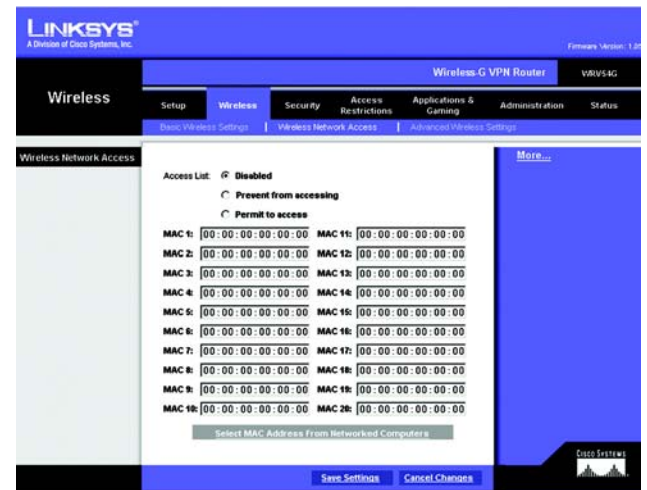 LINKSYS®
A Division of Cisco Systems, Inc.
Firmware Version: 1.05
Wireless-G VPN Router WRV54G
Wireless
Setup Wireless Security Access Restrictions Applications & Gaming Administration Status
Basic Wireless Settings | Wireless Network Access | Advanced Wireless Settings
Wireless Network Access
More...
Access List: Disabled
Prevent from accessing
Permit to access
MAC 1: 00:00:00:00:00:00 MAC 11: 00:00:00:00:00:00
MAC 2: 00:00:00:00:00:00 MAC 12: 00:00:00:00:00:00
MAC 3: 00:00:00:00:00:00 MAC 13: 00:00:00:00:00:00
MAC 4: 00:00:00:00:00:00 MAC 14: 00:00:00:00:00:00
MAC 5: 00:00:00:00:00:00 MAC 15: 00:00:00:00:00:00
MAC 6: 00:00:00:00:00:00 MAC 16: 00:00:00:00:00:00
MAC 7: 00:00:00:00:00:00 MAC 17: 00:00:00:00:00:00
MAC 8: 00:00:00:00:00:00 MAC 18: 00:00:00:00:00:00
MAC 9: 00:00:00:00:00:00 MAC 19: 00:00:00:00:00:00
MAC 10: 00:00:00:00:00:00 MAC 20: 00:00:00:00:00:00
Select MAC Address From Networked Computers
Save Settings Cancel Changes
CISCO SYSTEMS